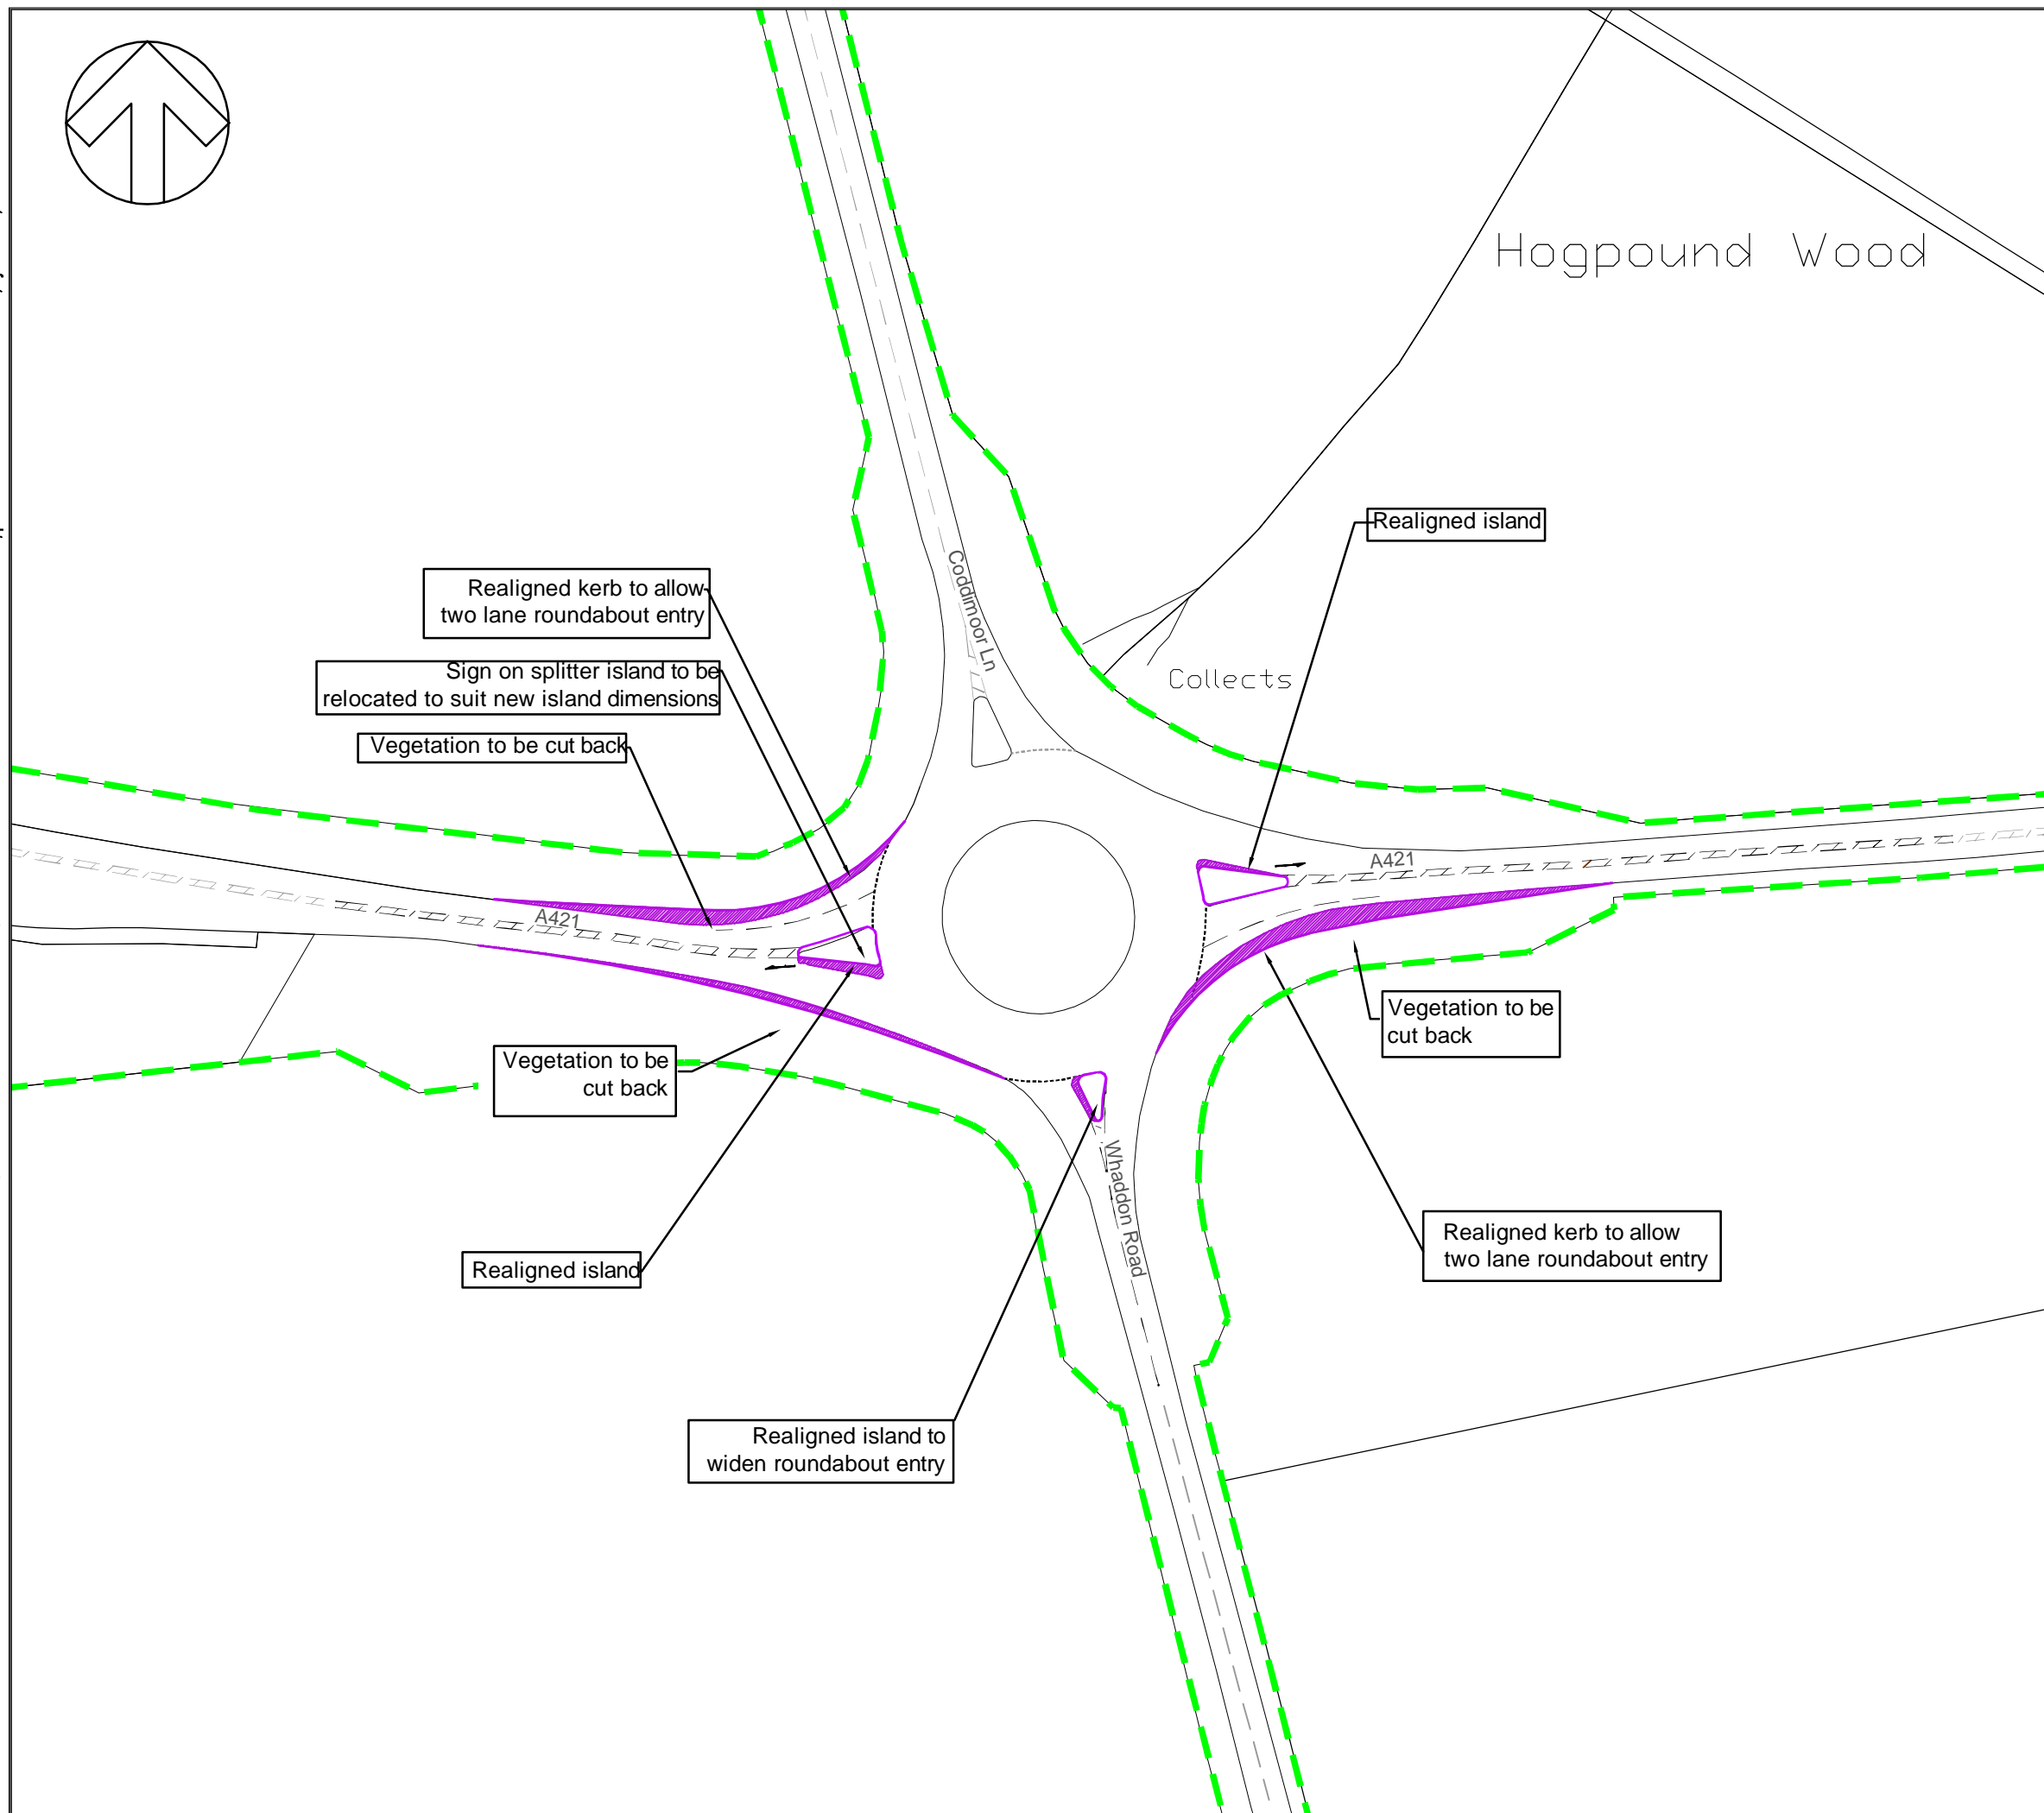 Hogpound Wood
Realigned island
Coddimoor Ln
Realigned kerb to allow
two lane roundabout entry
Sign on splitter island to be
relocated to suit new island dimensions
Collects
Vegetation to be cut back
A421
A421
Vegetation to be
cut back
Vegetation to be
cut back
Whaddon Road
Realigned kerb to allow
two lane roundabout entry
Realigned island
Realigned island to
widen roundabout entry